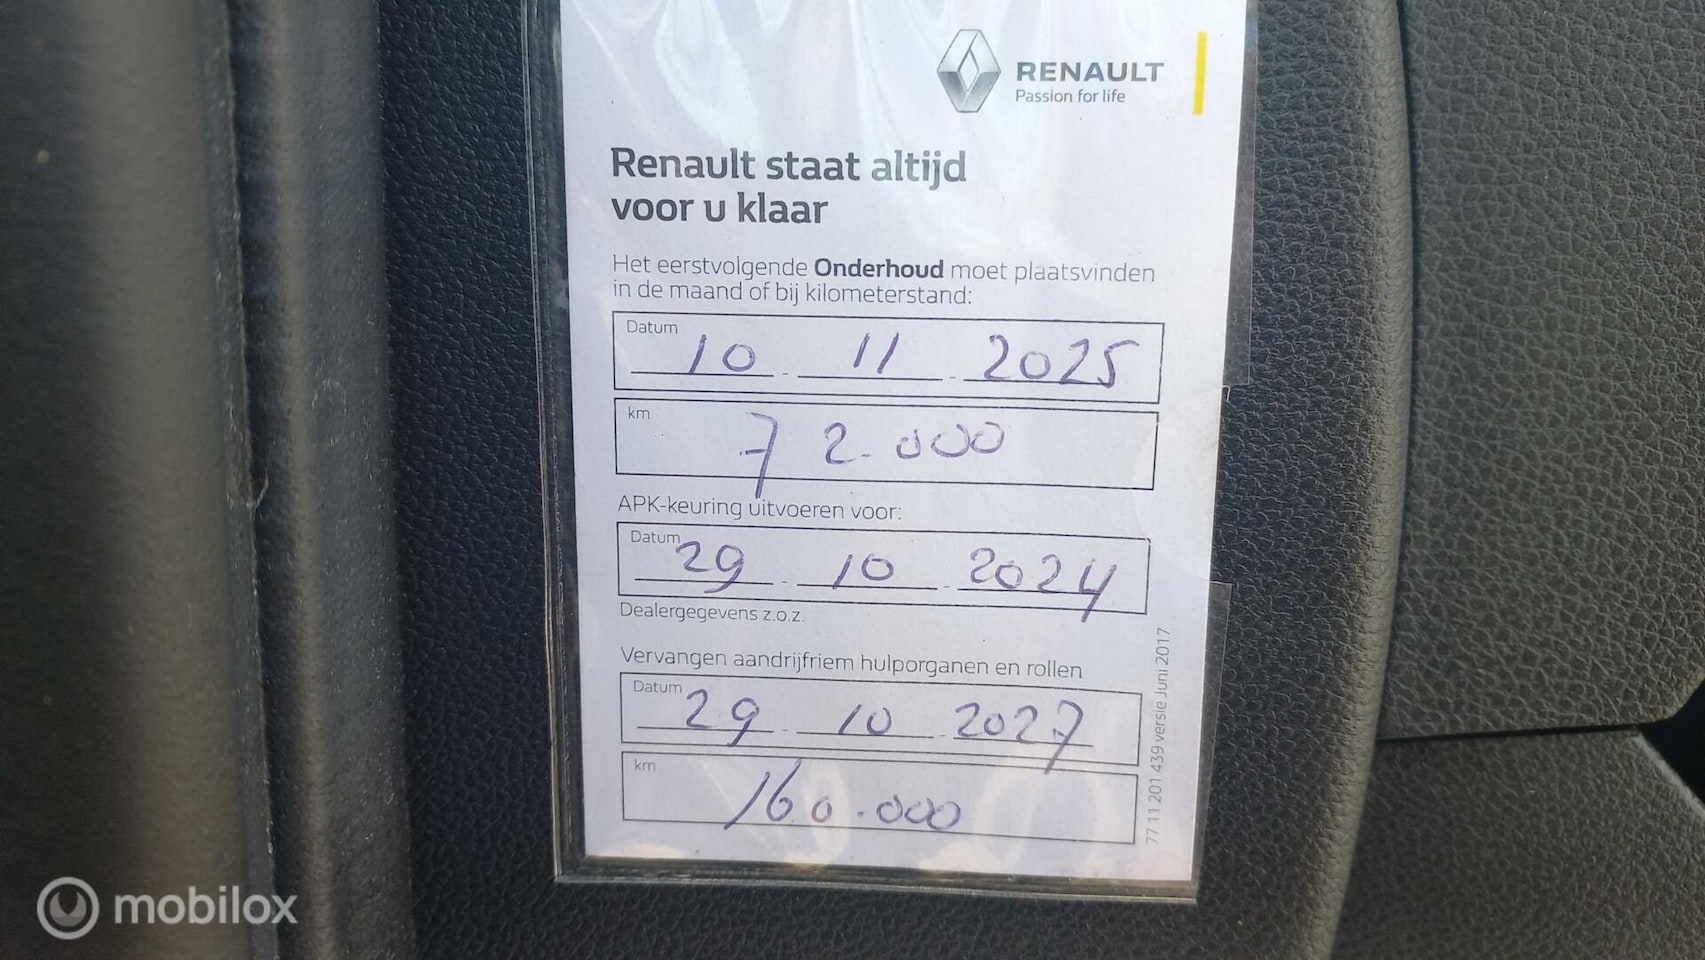 RENAULT
Passion for life
Renault staat altijd
voor u klaar
Het eerstvolgende Onderhoud moet plaatsvinden
in de maand of bij kilometerstand:
Datum
10 - 11 - 2025
km
72.000
APK-keuring uitvoeren voor:
Datum
29 - 10 - 2024
Dealergegevens z.o.z.
Vervangen aandrijfriem hulporganen en rollen
Datum
29 - 10 - 2027
km
160.000
77 11 201 439 versie Juni 2017
mobilox